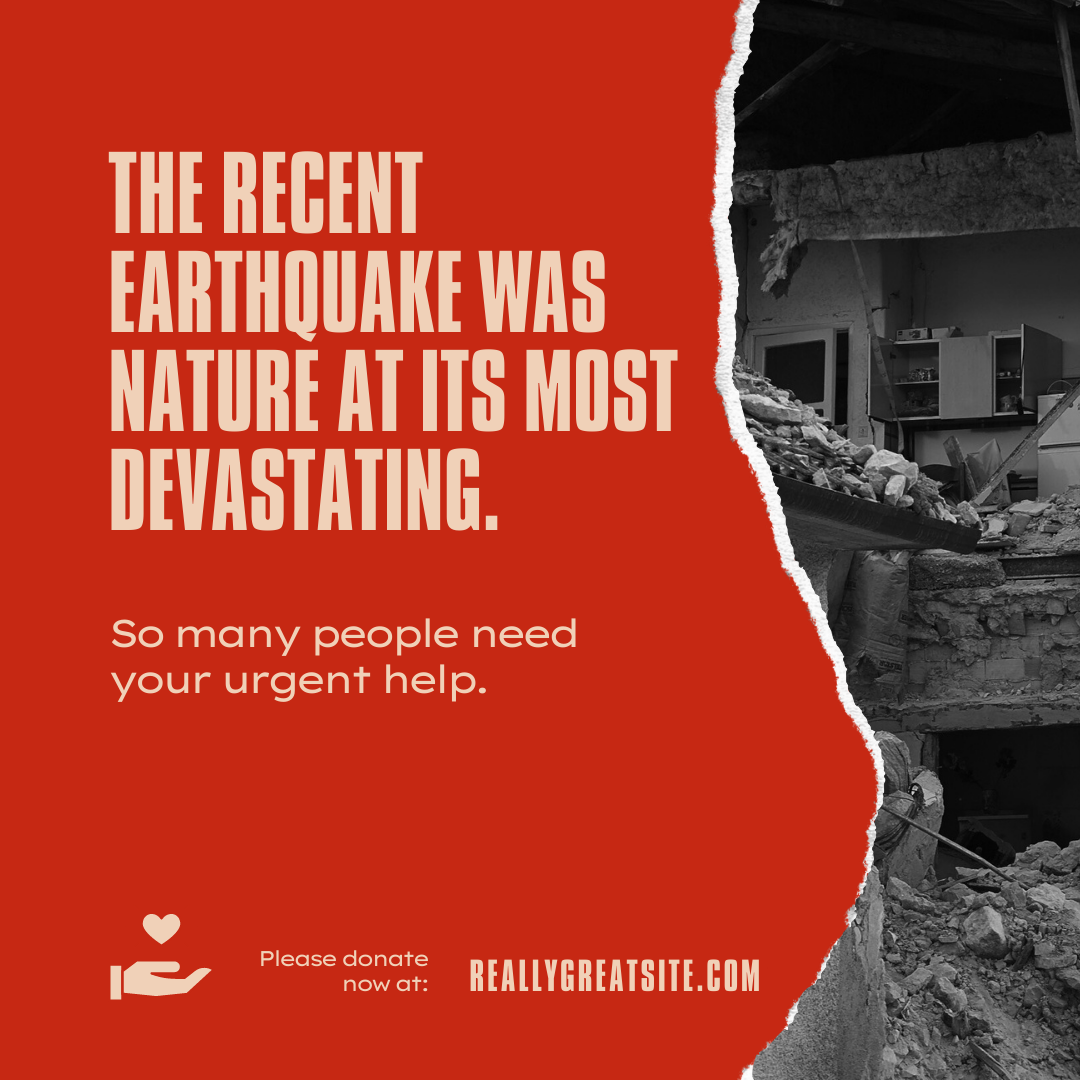 THE RECENT
EARTHQUAKE WAS
NATURE AT ITS MOST
DEVASTATING.
So many people need
your urgent help.
Please donate
now at:
REALLYGREATSITE.COM